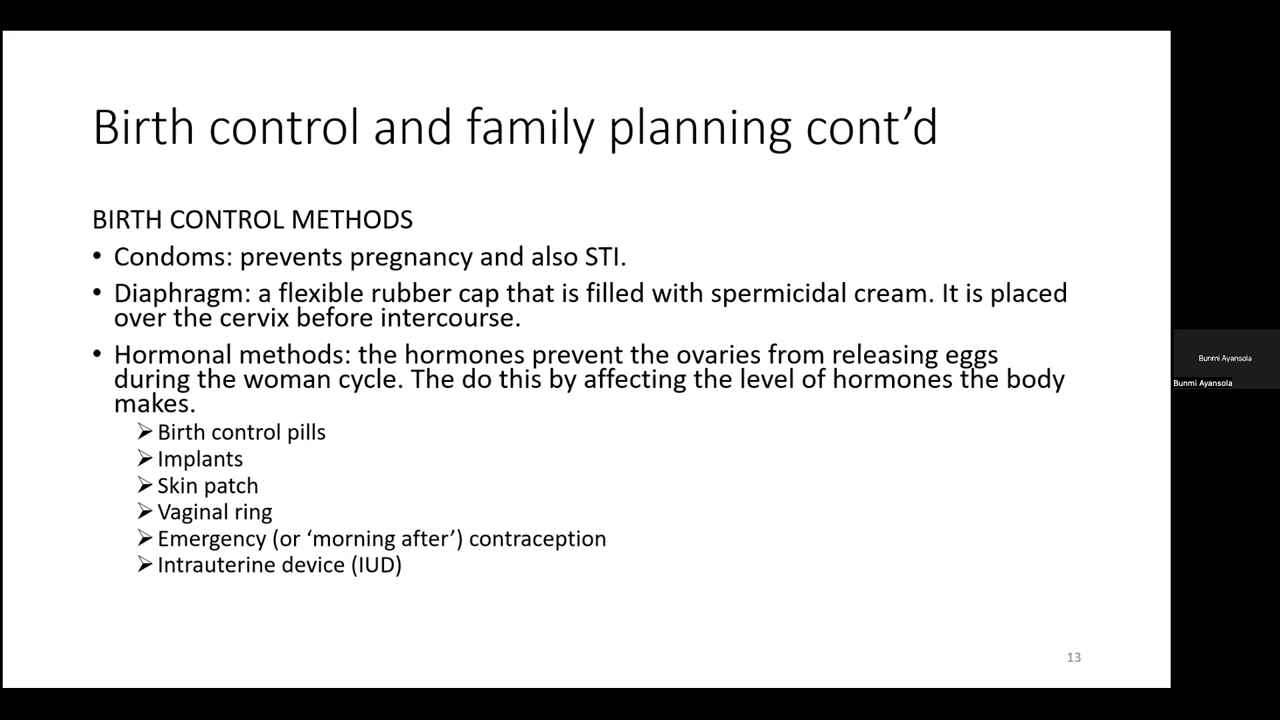 Birth control and family planning cont’d
BIRTH CONTROL METHODS
• Condoms: prevents pregnancy and also STI.
• Diaphragm: a flexible rubber cap that is filled with spermicidal cream. It is placed
over the cervix before intercourse.
• Hormonal methods: the hormones prevent the ovaries from releasing eggs
during the woman cycle. The do this by affecting the level of hormones the body
makes.
➢ Birth control pills
➢ Implants
➢ Skin patch
➢ Vaginal ring
➢ Emergency (or ‘morning after’) contraception
➢ Intrauterine device (IUD)
13
Bunmi Ayansola
Bunmi Ayansola